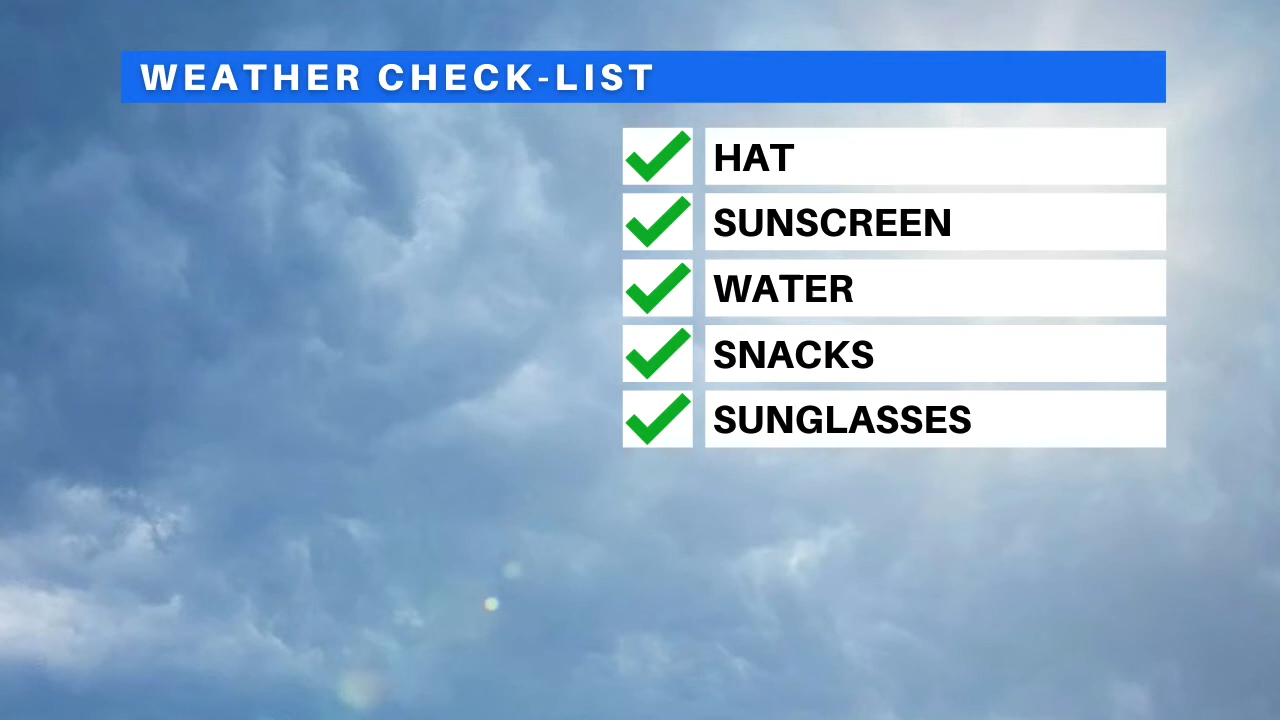 WEATHER CHECK-LIST
HAT
SUNSCREEN
WATER
SNACKS
SUNGLASSES